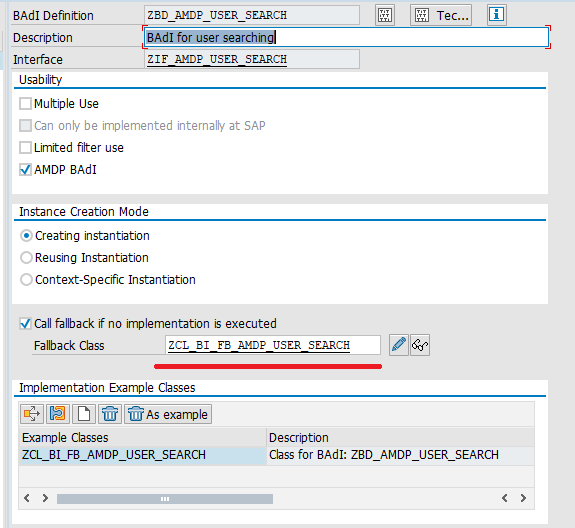 BAdI Definition ZBD_AMDP_USER_SEARCH Tec...
Description BAdI for user searching
Interface ZIF_AMDP_USER_SEARCH
Usability
Multiple Use
Can only be implemented internally at SAP
Limited filter use
AMDP BAdI
Instance Creation Mode
Creating instantiation
Reusing Instantiation
Context-Specific Instantiation
Call fallback if no implementation is executed
Fallback Class ZCL_BI_FB_AMDP_USER_SEARCH
Implementation Example Classes
As example
Example Classes Description
ZCL_BI_FB_AMDP_USER_SEARCH Class for BAdI: ZBD_AMDP_USER_SEARCH